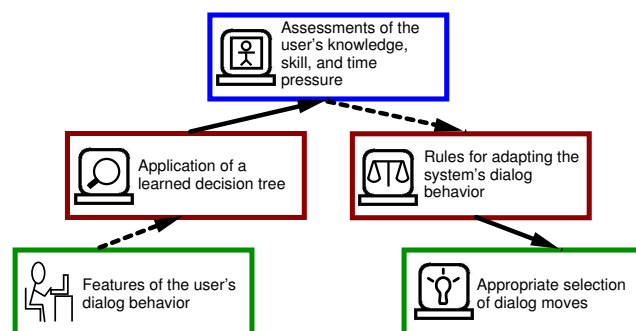 Assessments of the
user's knowledge,
skill, and time
pressure
Application of a
learned decision tree
Rules for adapting the
system's dialog
behavior
Features of the user's
dialog behavior
Appropriate selection
of dialog moves